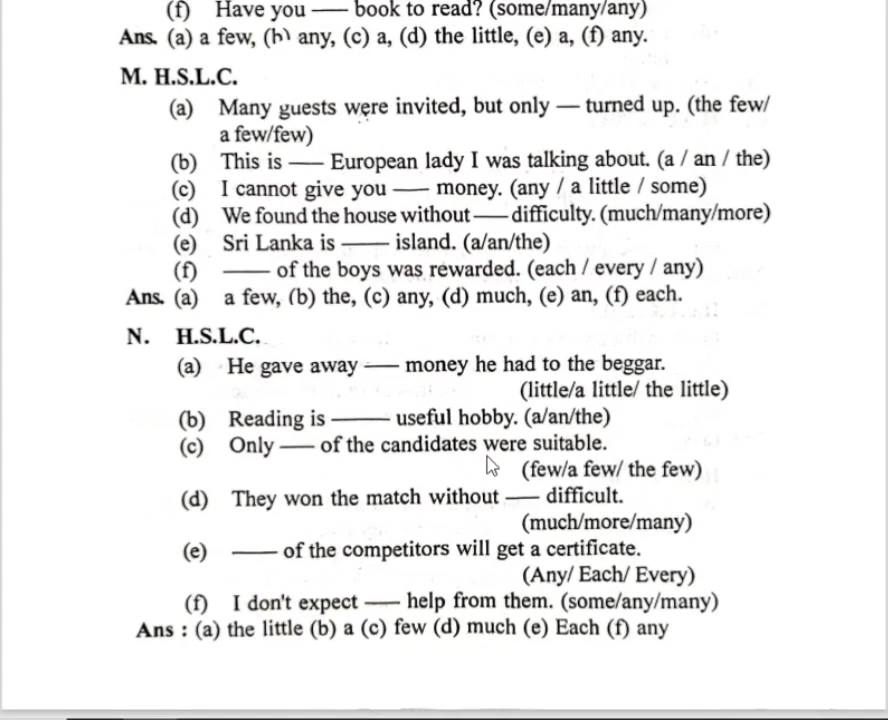 (f) Have you — book to read? (some/many/any)
Ans. (a) a few, (b) any, (c) a, (d) the little, (e) a, (f) any.
M. H.S.L.C.
(a) Many guests were invited, but only — turned up. (the few/
a few/few)
(b) This is — European lady I was talking about. (a / an / the)
(c) I cannot give you — money. (any / a little / some)
(d) We found the house without — difficulty. (much/many/more)
(e) Sri Lanka is — island. (a/an/the)
(f) — of the boys was rewarded. (each / every / any)
Ans. (a) a few, (b) the, (c) any, (d) much, (e) an, (f) each.
N. H.S.L.C.
(a) He gave away — money he had to the beggar.
(little/a little/ the little)
(b) Reading is — useful hobby. (a/an/the)
(c) Only — of the candidates were suitable.
(few/a few/ the few)
(d) They won the match without — difficult.
(much/more/many)
(e) — of the competitors will get a certificate.
(Any/ Each/ Every)
(f) I don't expect — help from them. (some/any/many)
Ans : (a) the little (b) a (c) few (d) much (e) Each (f) any